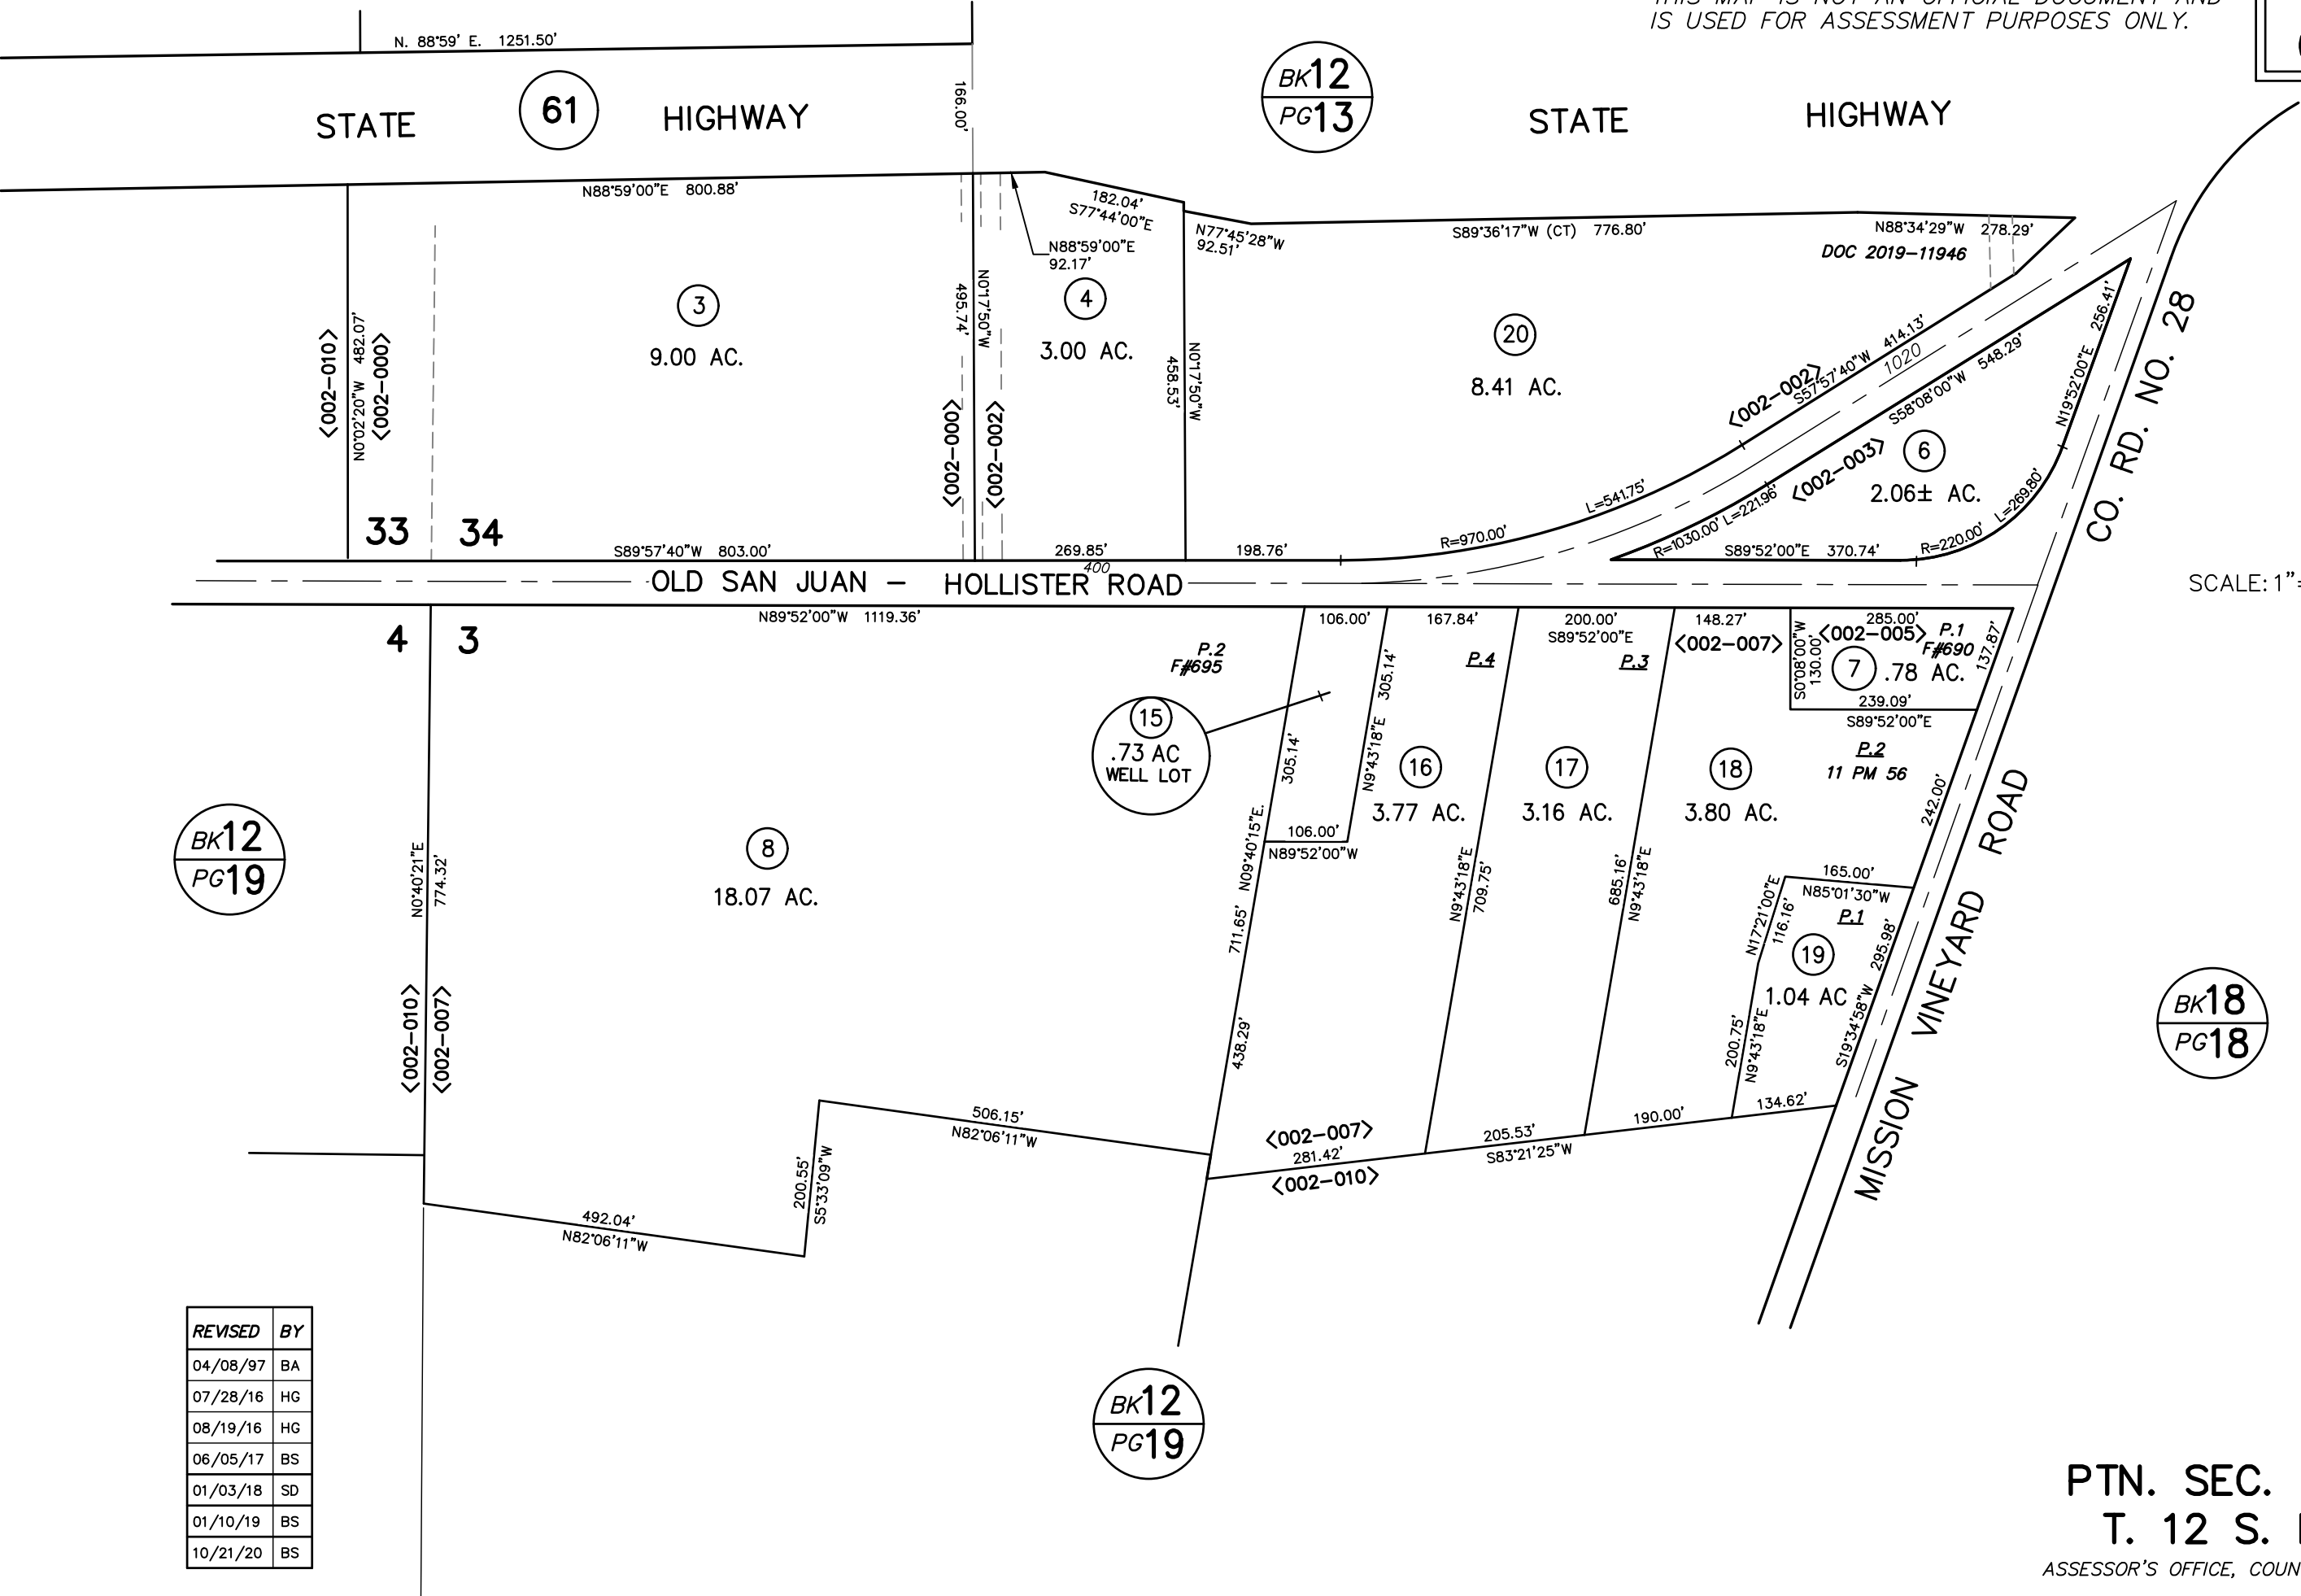 THIS MAP IS NOT AN OFFICIAL DOCUMENT AND
IS USED FOR ASSESSMENT PURPOSES ONLY.
N. 88°59' E. 1251.50'
STATE
61
HIGHWAY
166.00'
BK12
PG13
STATE
HIGHWAY
N88°59'00"E 800.88'
182.04'
S77°44'00"E
N88°59'00"E
92.17'
N77°45'28"W
92.51'
S89°36'17"W (CT) 776.80'
N88°34'29"W 278.29'
DOC 2019-11946
<002-010>
N0°02'20"W 482.07'
<002-000>
3
9.00 AC.
495.74'
N0°17'50"W
<002-000>
<002-002>
4
3.00 AC.
458.53'
N0°17'50"W
20
8.41 AC.
<002-002>
S57°57'40"W 414.13'
1020
S58°08'00"W 548.29'
<002-003>
N19°52'00"E 256.41'
6
2.06± AC.
L=541.75'
R=970.00'
R=1030.00' L=221.96'
S89°52'00"E 370.74'
R=220.00'
L=269.80'
CO. RD. NO. 28
33 34
S89°57'40"W 803.00'
269.85'
198.76'
400
OLD SAN JUAN - HOLLISTER ROAD
SCALE: 1"=
4 3
N89°52'00"W 1119.36'
106.00'
167.84'
200.00'
S89°52'00"E
148.27'
285.00'
<002-007>
<002-005>
P.1
F#690
S0°08'00"W
130.00'
7 .78 AC.
137.87'
239.09'
S89°52'00"E
P.2
F#695
P.4
P.3
15
.73 AC
WELL LOT
305.14'
N9°43'18"E 305.14'
106.00'
N89°52'00"W
16
3.77 AC.
17
3.16 AC.
18
3.80 AC.
P.2
11 PM 56
242.00'
BK12
PG19
N0°40'21"E
774.32'
8
18.07 AC.
711.65' N09°40'15"E.
N9°43'18"E
709.75'
685.16'
N9°43'18"E
165.00'
N85°01'30"W
P.1
N17°21'00"E
116.16'
19
1.04 AC
295.98'
S19°34'58"W
200.75'
N9°43'18"E
MISSION VINEYARD ROAD
BK18
PG18
<002-010>
<002-007>
438.29'
506.15'
N82°06'11"W
200.55'
S5°33'09"W
492.04'
N82°06'11"W
<002-007>
281.42'
<002-010>
205.53'
S83°21'25"W
190.00'
134.62'
BK12
PG19
REVISED BY
04/08/97 BA
07/28/16 HG
08/19/16 HG
06/05/17 BS
01/03/18 SD
01/10/19 BS
10/21/20 BS
PTN. SEC.
T. 12 S.
ASSESSOR'S OFFICE, COUN